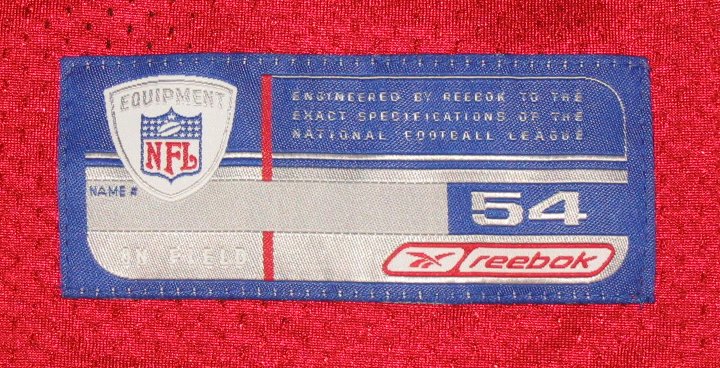 EQUIPMENT
NFL
ENGINEERED BY REEBOK TO THE
EXACT SPECIFICATIONS OF THE
NATIONAL FOOTBALL LEAGUE
NAME #
54
ON FIELD
Reebok